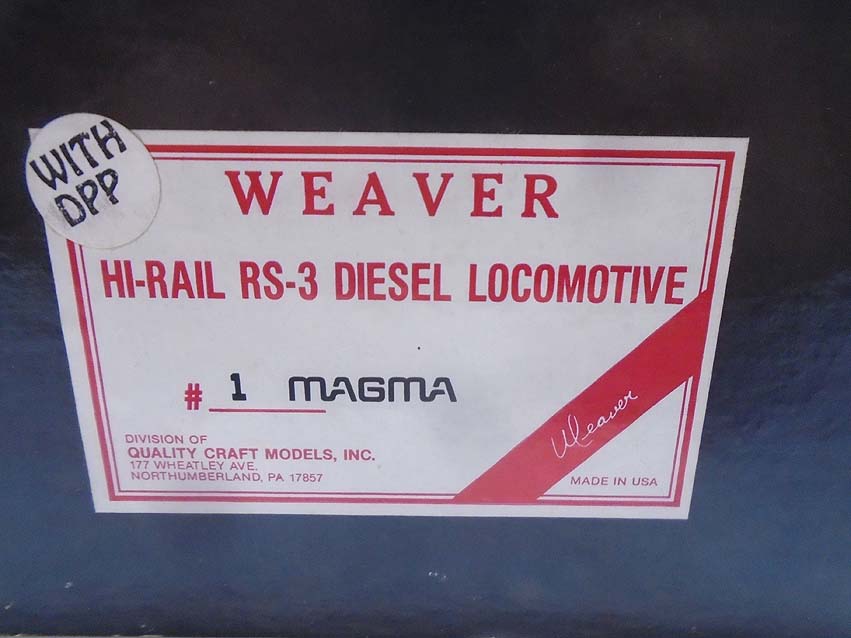 WITH
DPP
WEAVER
HI-RAIL RS-3 DIESEL LOCOMOTIVE
# 1 MAGMA
DIVISION OF
QUALITY CRAFT MODELS, INC.
177 WHEATLEY AVE.
NORTHUMBERLAND, PA 17857
Weaver
MADE IN USA